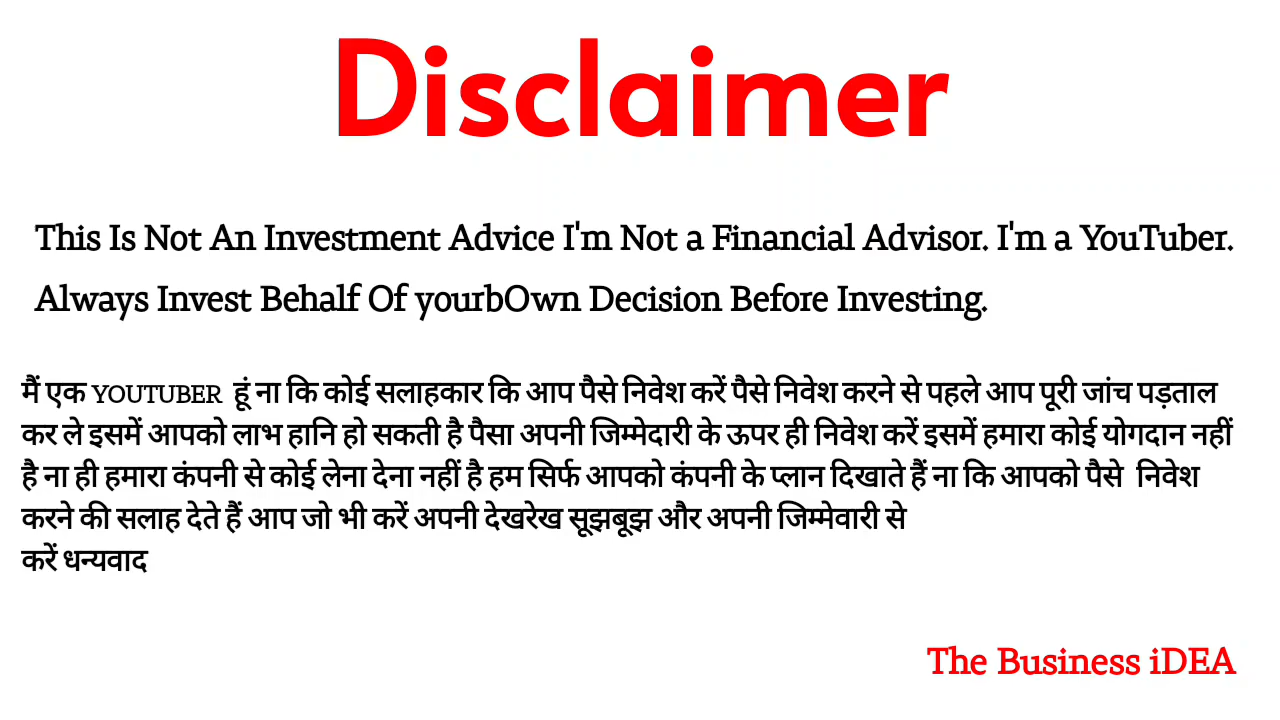 Disclaimer
This Is Not An Investment Advice I'm Not a Financial Advisor. I'm a YouTuber.
Always Invest Behalf Of yourbOwn Decision Before Investing.
मैं एक YOUTUBER हूं ना कि कोई सलाहकार कि आप पैसे निवेश करें पैसे निवेश करने से पहले आप पूरी जांच पड़ताल
कर ले इसमें आपको लाभ हानि हो सकती है पैसा अपनी जिम्मेदारी के ऊपर ही निवेश करें इसमें हमारा कोई योगदान नहीं
है ना ही हमारा कंपनी से कोई लेना देना नहीं है हम सिर्फ आपको कंपनी के प्लान दिखाते हैं ना कि आपको पैसे निवेश
करने की सलाह देते हैं आप जो भी करें अपनी देखरेख सूझबूझ और अपनी जिम्मेवारी से
करें धन्यवाद
The Business iDEA